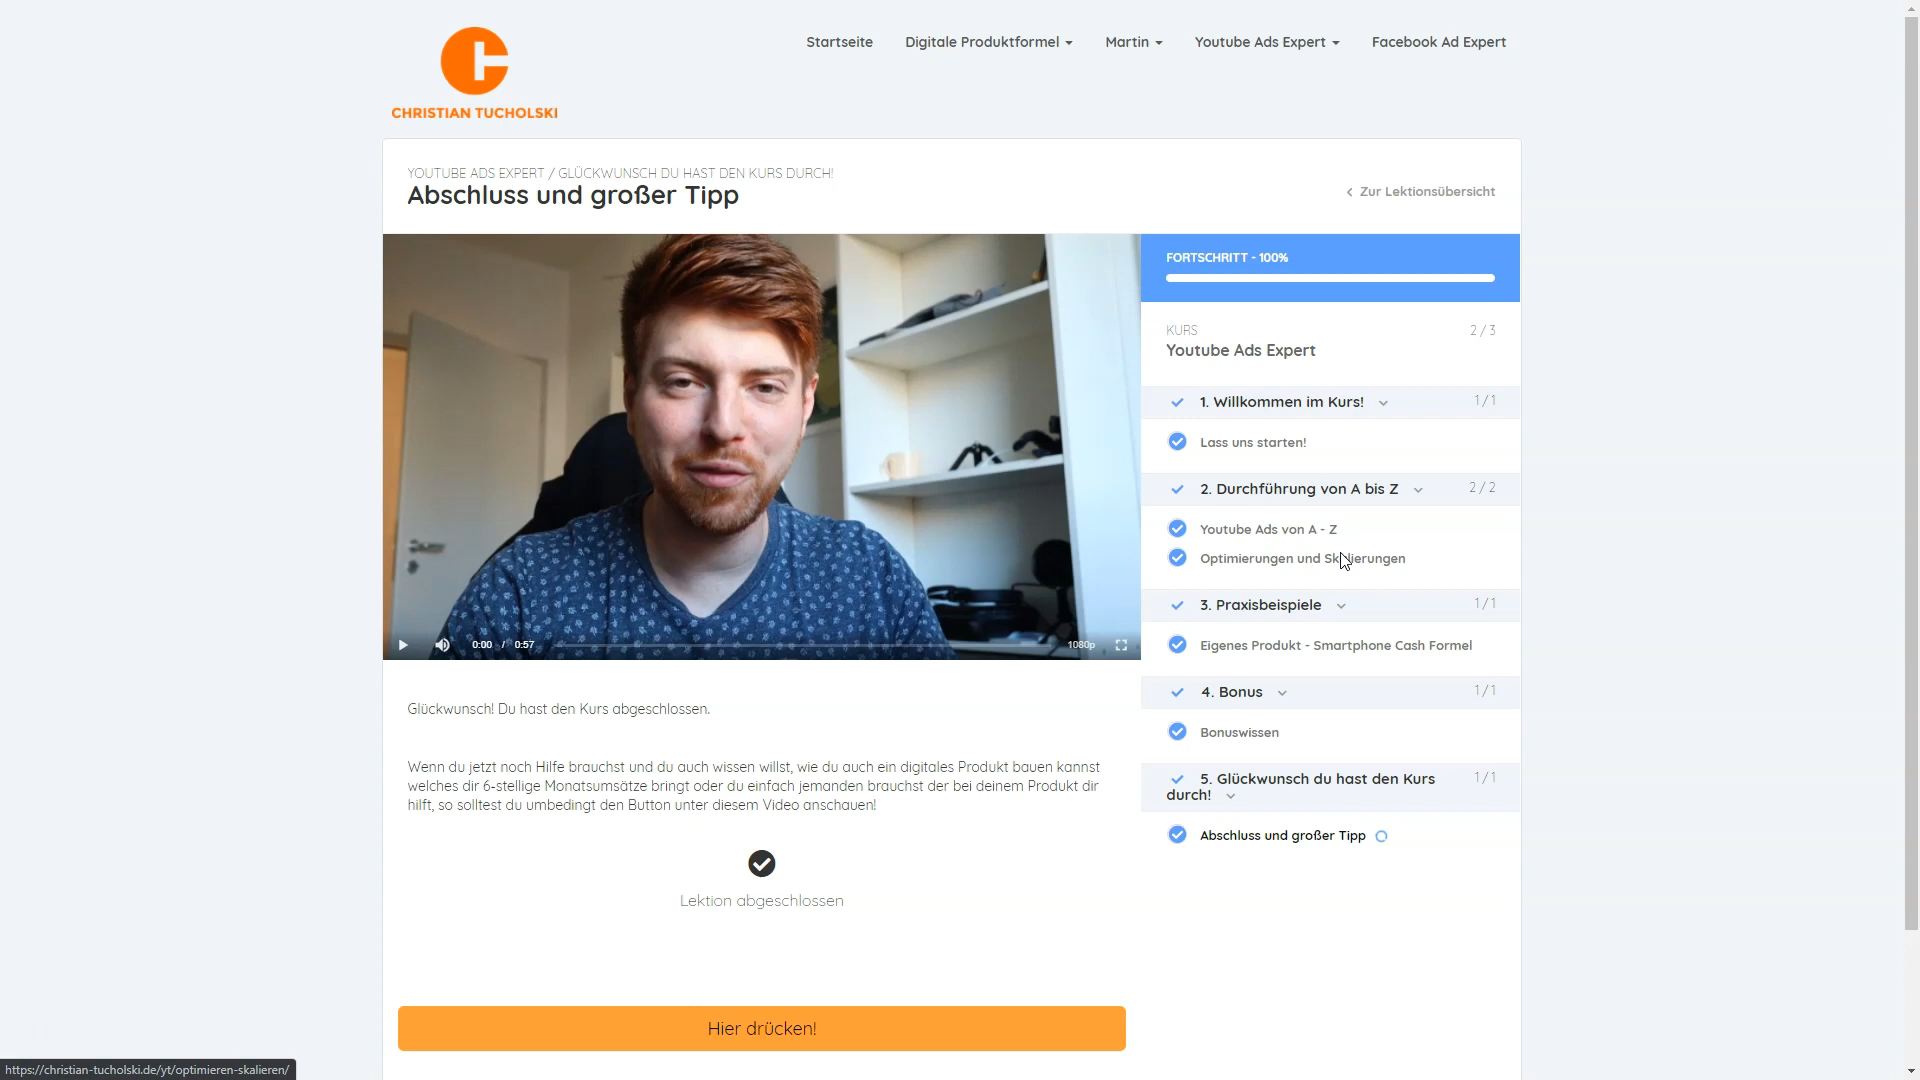 Startseite
Digitale Produktformel
Martin
Youtube Ads Expert
Facebook Ad Expert
CHRISTIAN TUCHOLSKI
YOUTUBE ADS EXPERT / GLÜCKWUNSCH DU HAST DEN KURS DURCH!
Abschluss und großer Tipp
Zur Lektionsübersicht
0:00 / 0:57
1080p
Glückwunsch! Du hast den Kurs abgeschlossen.
Wenn du jetzt noch Hilfe brauchst und du auch wissen willst, wie du auch ein digitales Produkt bauen kannst
welches dir 6-stellige Monatsumsätze bringt oder du einfach jemanden brauchst der bei deinem Produkt dir
hilft, so solltest du umbedingt den Button unter diesem Video anschauen!
Lektion abgeschlossen
Hier drücken!
FORTSCHRITT - 100%
KURS
2 / 3
Youtube Ads Expert
1. Willkommen im Kurs!
1 / 1
Lass uns starten!
2. Durchführung von A bis Z
2 / 2
Youtube Ads von A - Z
Optimierungen und Skalierungen
3. Praxisbeispiele
1 / 1
Eigenes Produkt - Smartphone Cash Formel
4. Bonus
1 / 1
Bonuswissen
5. Glückwunsch du hast den Kurs
durch!
1 / 1
Abschluss und großer Tipp
https://christian-tucholski.de/yt/optimieren-skalieren/